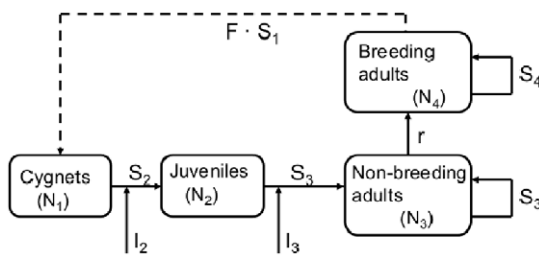 F · S1
Breeding
adults
(N4)
S4
r
Cygnets
(N1)
S2
Juveniles
(N2)
S3
Non-breeding
adults
(N3)
S3
I2
I3